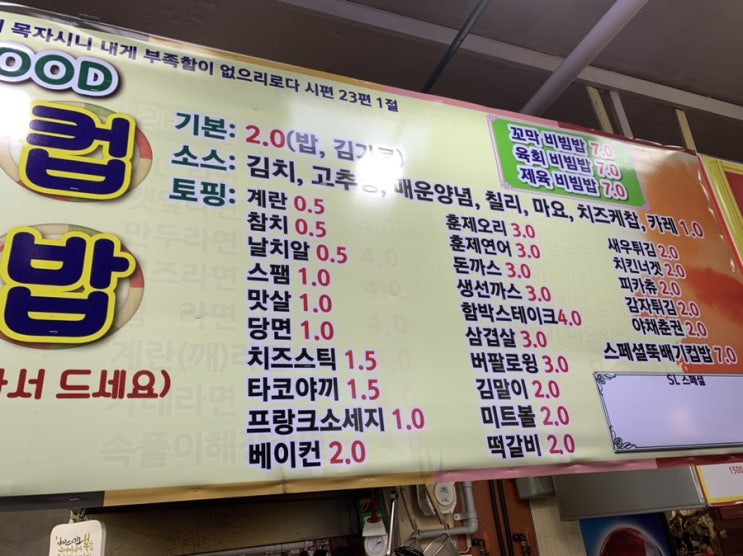 목자시니 내게 부족함이 없으리로다 시편 23편 1절
OOD
컵
밥
서 드세요)
기본: 2.0(밥,
소스: 김치, 고추장, 매운양념, 칠리, 마요, 치즈케찹, 카레 1.0
토핑:
계란 0.5
참치 0.5
날치알 0.5
스팸 1.0
맛살 1.0
당면 1.0
치즈스틱 1.5
타코야끼 1.5
프랑크소세지 1.0
베이컨 2.0
훈제오리 3.0
훈제연어 3.0
돈까스 3.0
생선까스 3.0
함박스테이크 4.0
삼겹살 3.0
버팔로윙 3.0
김말이 2.0
미트볼 2.0
떡갈비 2.0
꼬막 비빔밥 7.0
육회 비빔밥 7.0
제육 비빔밥 7.0
새우튀김 2.0
치킨너겟 2.0
피카츄 2.0
감자튀김 2.0
야채춘권 2.0
스페셜뚝배기컵밥 7.0
SL 스페셜